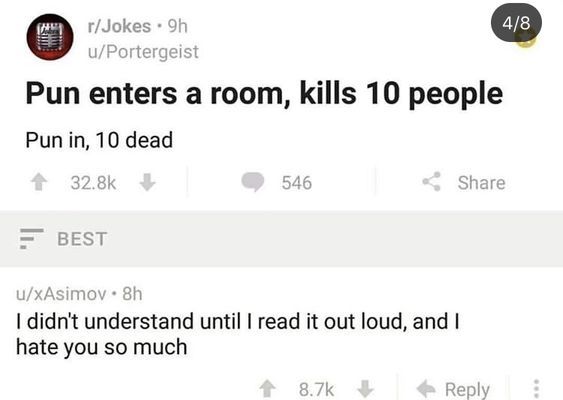 r/Jokes • 9h
4/8
u/Portergeist
Pun enters a room, kills 10 people
Pun in, 10 dead
32.8k
546
Share
BEST
u/xAsimov • 8h
I didn't understand until I read it out loud, and I
hate you so much
8.7k
Reply